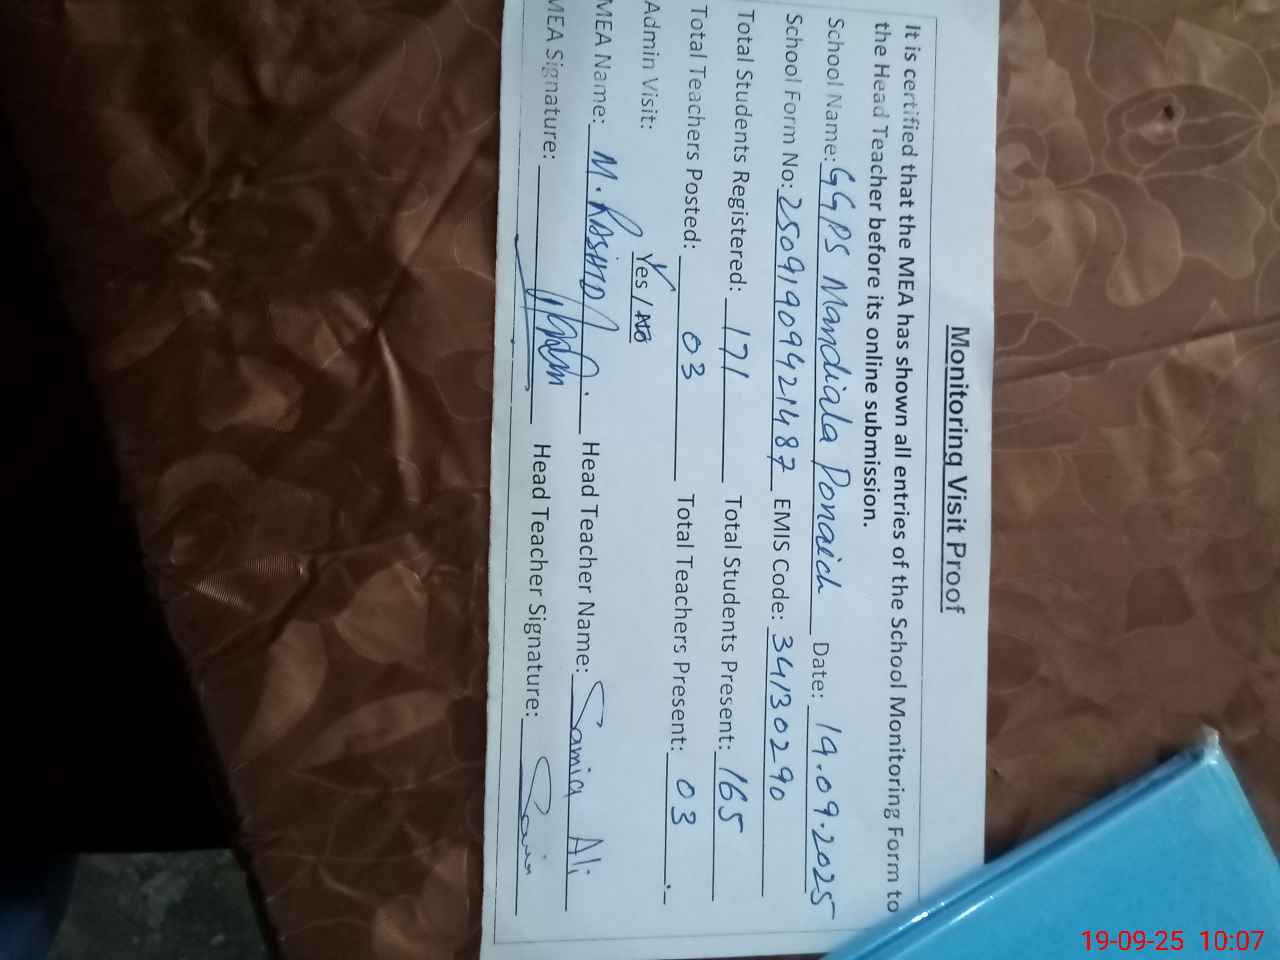 Monitoring Visit Proof
It is certified that the MEA has shown all entries of the School Monitoring Form to
the Head Teacher before its online submission.
School Name: GGPS Mandiala Ponaich Date: 19.09.2025
School Form No: 25091909421487 EMIS Code: 34130290
Total Students Registered: 171 Total Students Present: 165
Total Teachers Posted: 03 Total Teachers Present: 03
Admin Visit: Yes / No
MEA Name: M. Rashid Head Teacher Name: Samia Ali
MEA Signature: Head Teacher Signature:
19-09-25 10:07